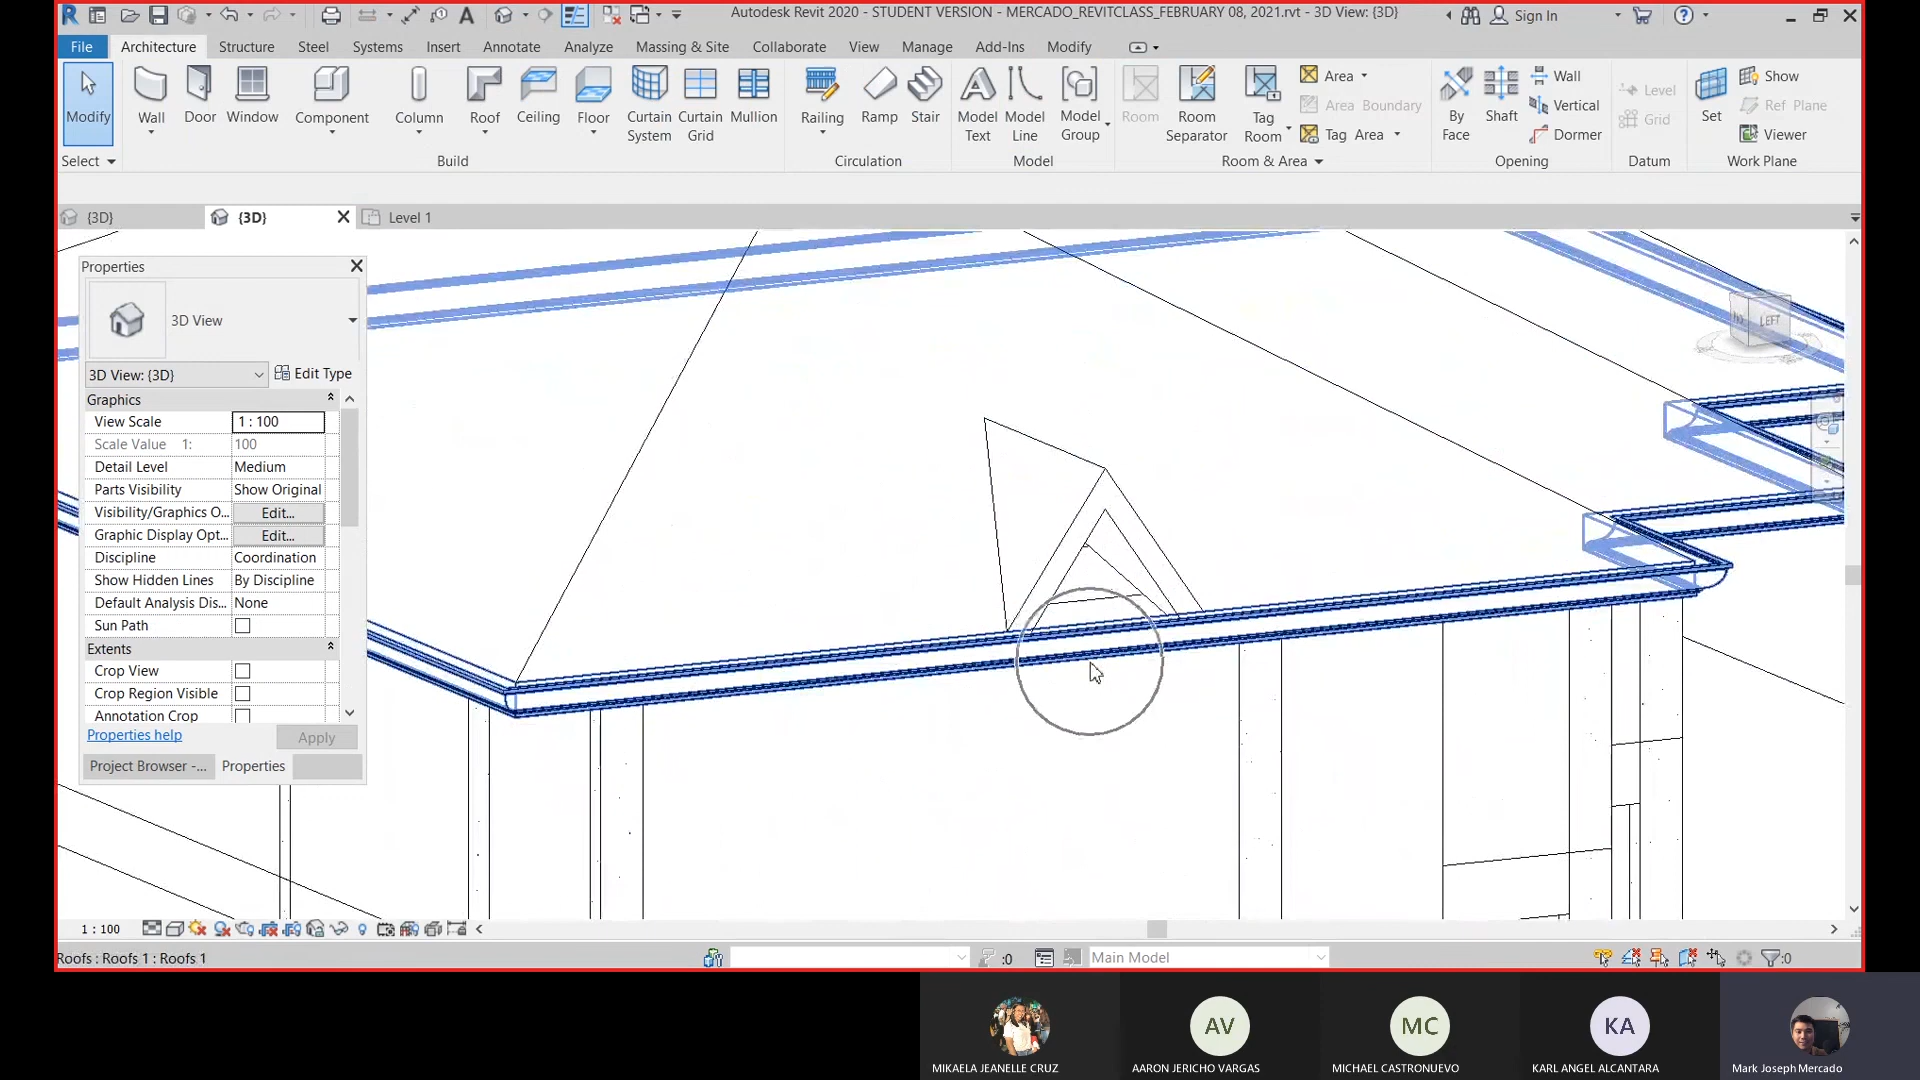 Autodesk Revit 2020 - STUDENT VERSION - MERCADO_REVITCLASS_FEBRUARY 08, 2021.rvt - 3D View: {3D}
Sign In
File Architecture Structure Steel Systems Insert Annotate Analyze Massing & Site Collaborate View Manage Add-Ins Modify
Modify
Wall
Door
Window
Component
Column
Roof
Ceiling
Floor
Curtain System
Curtain Grid
Mullion
Railing
Ramp
Stair
Model Text
Model Line
Model Group
Room
Room Separator
Tag Room
Area
Area Boundary
Tag Area
By Face
Shaft
Wall
Vertical
Dormer
Level
Grid
Set
Show
Ref Plane
Viewer
Select
Build
Circulation
Model
Room & Area
Opening
Datum
Work Plane
{3D}
{3D}
Level 1
Properties
3D View
3D View: {3D}
Edit Type
Graphics
View Scale 1 : 100
Scale Value 1: 100
Detail Level Medium
Parts Visibility Show Original
Visibility/Graphics O... Edit...
Graphic Display Opt... Edit...
Discipline Coordination
Show Hidden Lines By Discipline
Default Analysis Dis... None
Sun Path
Extents
Crop View
Crop Region Visible
Annotation Crop
Properties help
Apply
Project Browser -...
Properties
LEFT
1 : 100
Roofs : Roofs 1 : Roofs 1
:0
Main Model
:0
MIKAELA JEANELLE CRUZ
AV
AARON JERICHO VARGAS
MC
MICHAEL CASTRONUEVO
KA
KARL ANGEL ALCANTARA
Mark Joseph Mercado